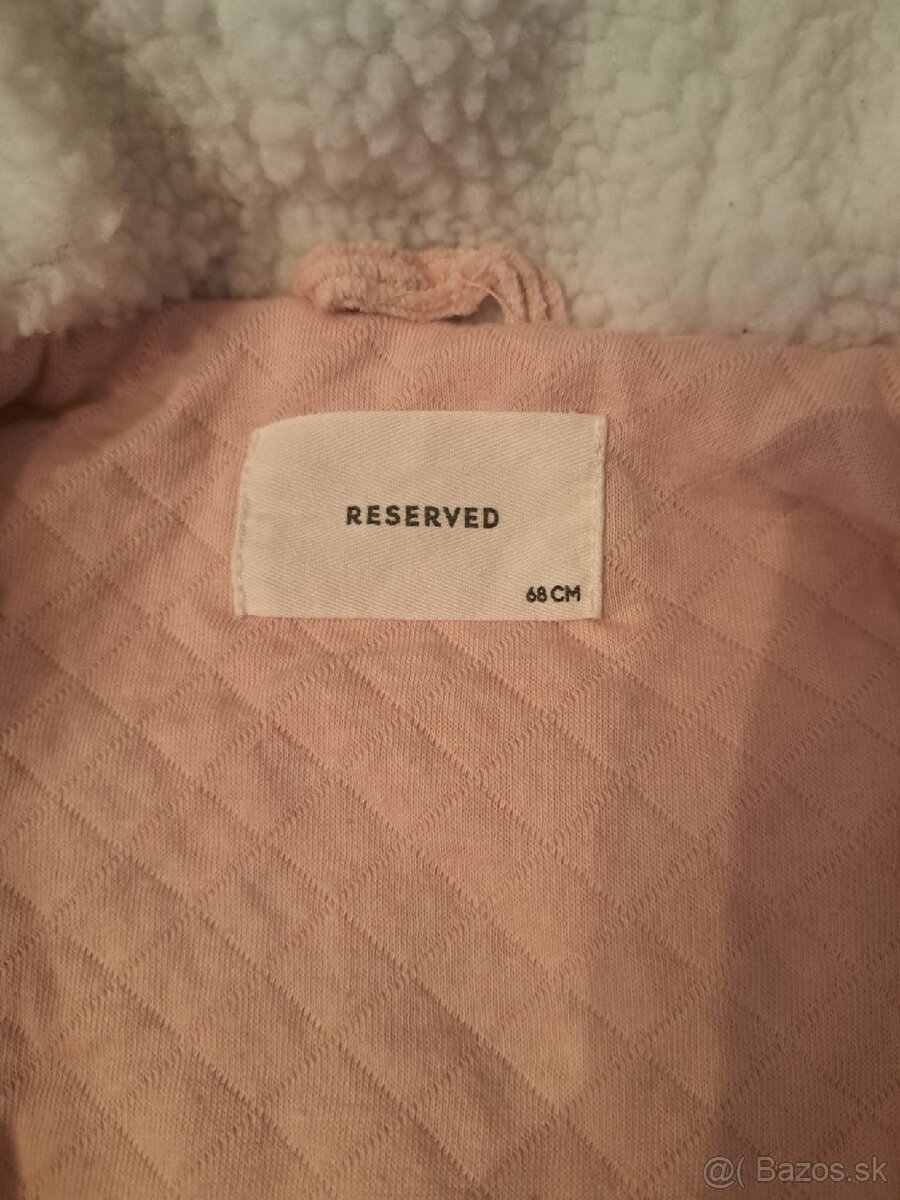 RESERVED
68 CM
@( Bazos.sk